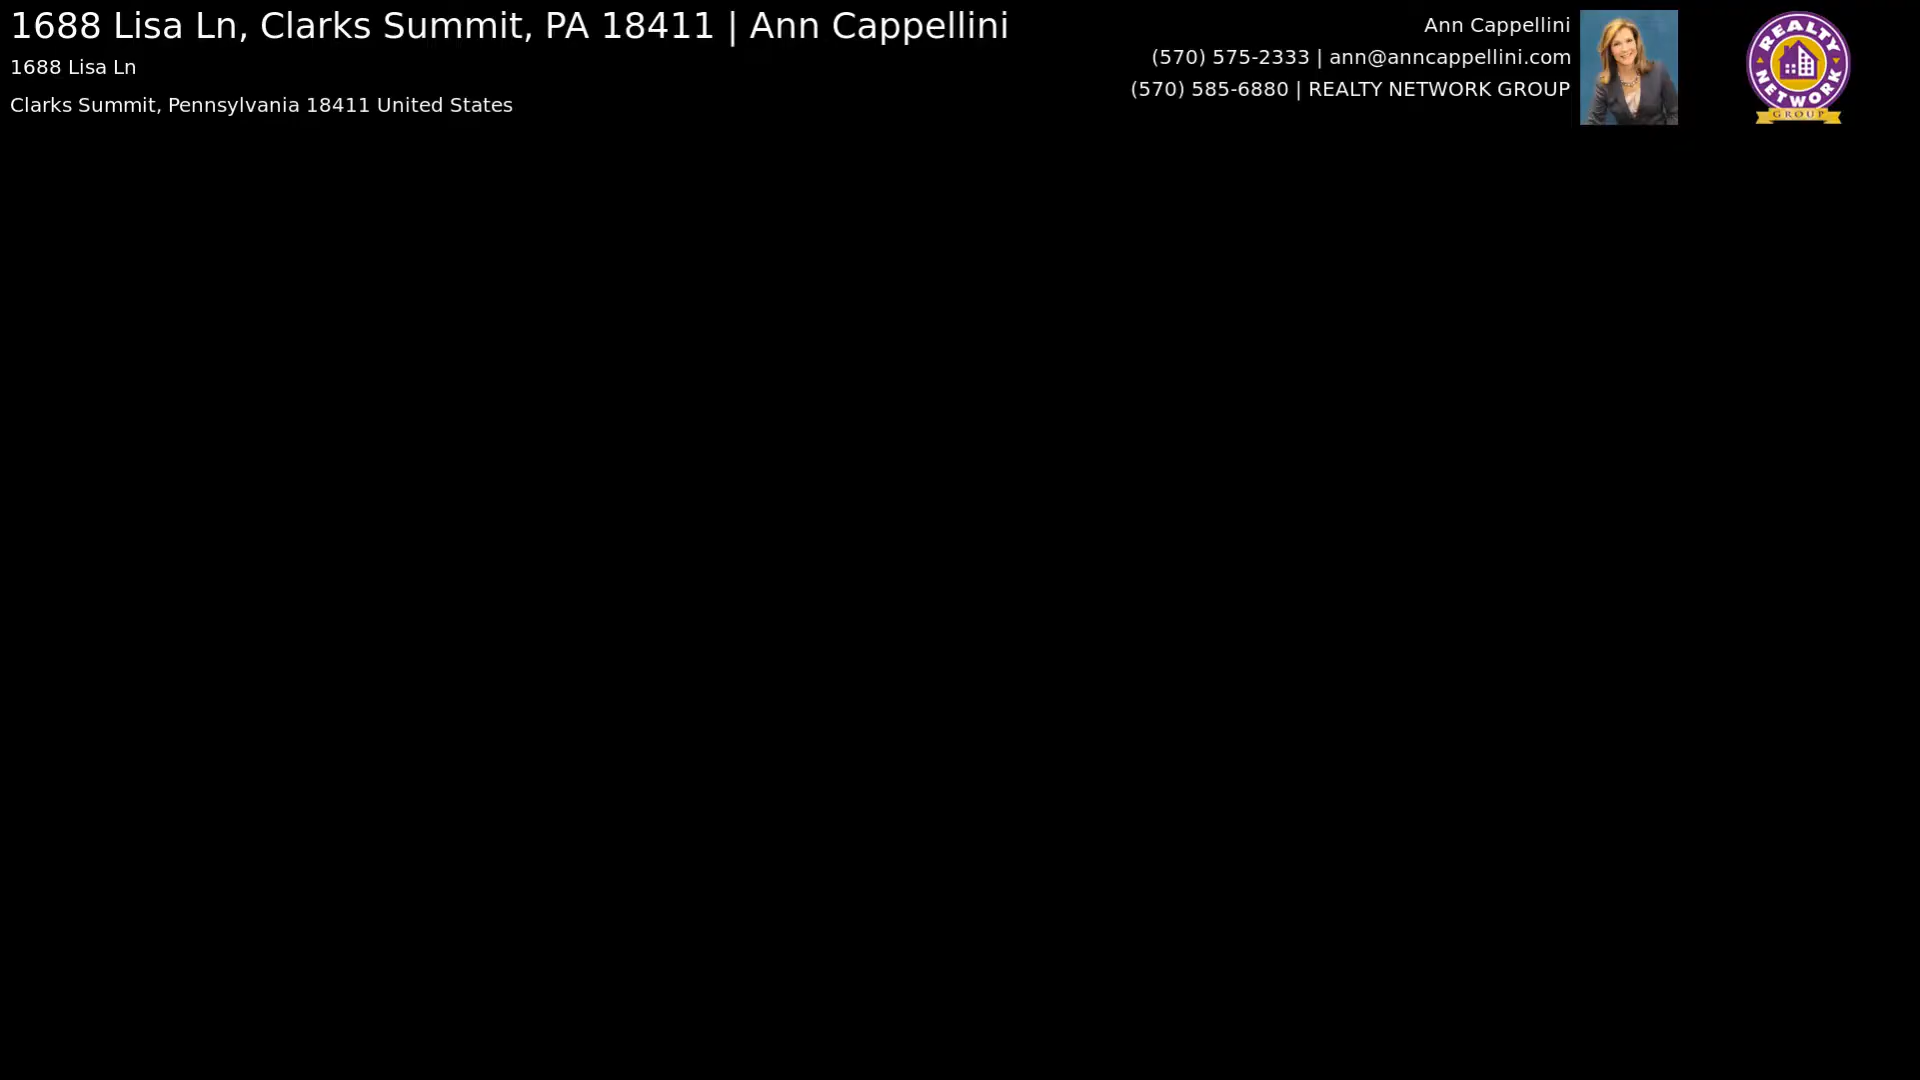 1688 Lisa Ln, Clarks Summit, PA 18411 | Ann Cappellini
1688 Lisa Ln
Clarks Summit, Pennsylvania 18411 United States
Ann Cappellini
(570) 575-2333 | ann@anncappellini.com
(570) 585-6880 | REALTY NETWORK GROUP
REALTY
NETWORK
GROUP